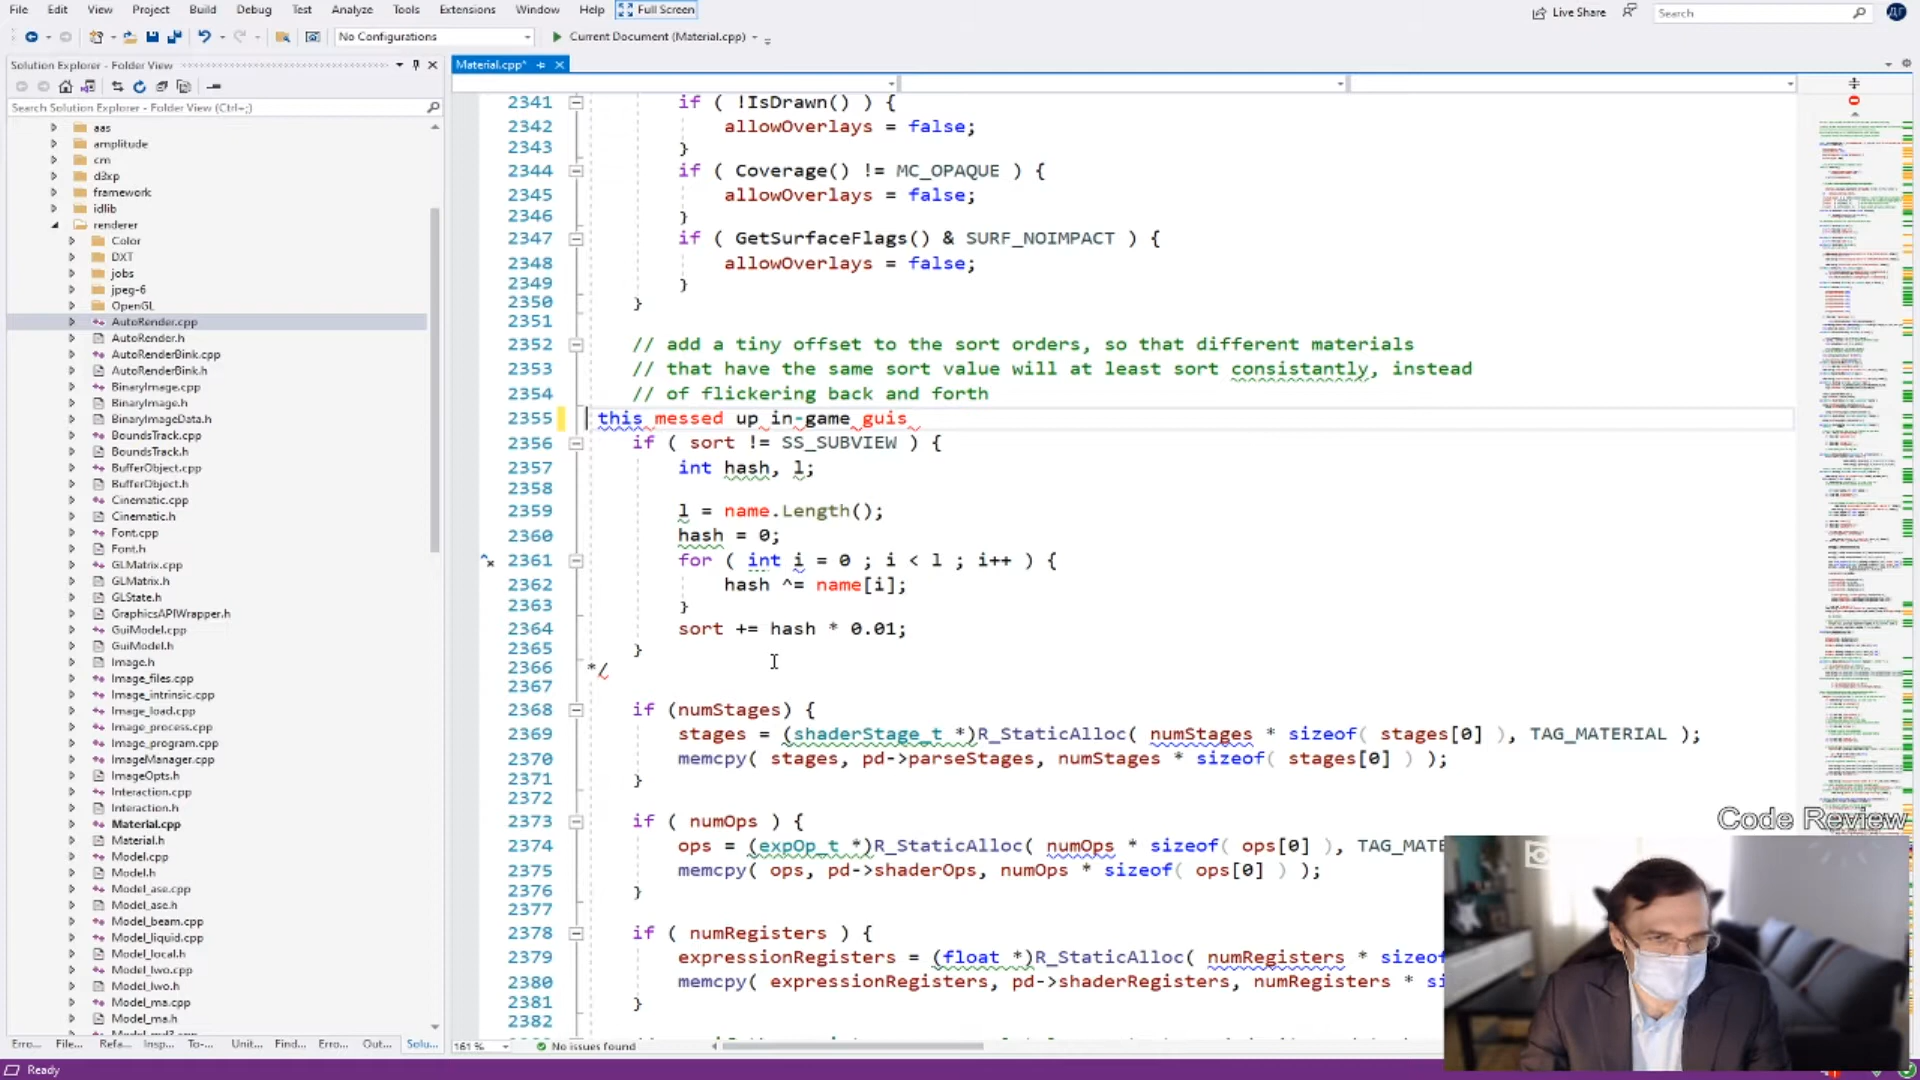 File Edit View Project Build Debug Test Analyze Tools Extensions Window Help Full Screen Live Share Search ДГ
No Configurations Current Document (Material.cpp)
Solution Explorer - Folder View
Search Solution Explorer - Folder View (Ctrl+;)
aas
amplitude
cm
d3xp
framework
idlib
renderer
Color
DXT
jobs
jpeg-6
OpenGL
AutoRender.cpp
AutoRender.h
AutoRenderBink.cpp
AutoRenderBink.h
BinaryImage.cpp
BinaryImage.h
BinaryImageData.h
BoundsTrack.cpp
BoundsTrack.h
BufferObject.cpp
BufferObject.h
Cinematic.cpp
Cinematic.h
Font.cpp
Font.h
GLMatrix.cpp
GLMatrix.h
GLState.h
GraphicsAPIWrapper.h
GuiModel.cpp
GuiModel.h
Image.h
Image_files.cpp
Image_intrinsic.cpp
Image_load.cpp
Image_process.cpp
Image_program.cpp
ImageManager.cpp
ImageOpts.h
Interaction.cpp
Interaction.h
Material.cpp
Material.h
Model.cpp
Model.h
Model_ase.cpp
Model_ase.h
Model_beam.cpp
Model_liquid.cpp
Model_local.h
Model_lwo.cpp
Model_lwo.h
Model_ma.cpp
Model_ma.h
Model_md3.cpp
Erro... File... Refa... Insp... To-... Unit... Find... Erro... Out... Solu...
Material.cpp*
2341 if ( !IsDrawn() ) {
2342 allowOverlays = false;
2343 }
2344 if ( Coverage() != MC_OPAQUE ) {
2345 allowOverlays = false;
2346 }
2347 if ( GetSurfaceFlags() & SURF_NOIMPACT ) {
2348 allowOverlays = false;
2349 }
2350 }
2351
2352 // add a tiny offset to the sort orders, so that different materials
2353 // that have the same sort value will at least sort consistantly, instead
2354 // of flickering back and forth
2355 this messed up in-game guis
2356 if ( sort != SS_SUBVIEW ) {
2357 int hash, l;
2358
2359 l = name.Length();
2360 hash = 0;
2361 for ( int i = 0 ; i < l ; i++ ) {
2362 hash ^= name[i];
2363 }
2364 sort += hash * 0.01;
2365 }
2366 */
2367
2368 if (numStages) {
2369 stages = (shaderStage_t *)R_StaticAlloc( numStages * sizeof( stages[0] ), TAG_MATERIAL );
2370 memcpy( stages, pd->parseStages, numStages * sizeof( stages[0] ) );
2371 }
2372
2373 if ( numOps ) {
2374 ops = (expOp_t *)R_StaticAlloc( numOps * sizeof( ops[0] ), TAG_MATE
2375 memcpy( ops, pd->shaderOps, numOps * sizeof( ops[0] ) );
2376 }
2377
2378 if ( numRegisters ) {
2379 expressionRegisters = (float *)R_StaticAlloc( numRegisters * sizeo
2380 memcpy( expressionRegisters, pd->shaderRegisters, numRegisters * si
2381 }
2382
161 % No issues found
Code Review
Ready